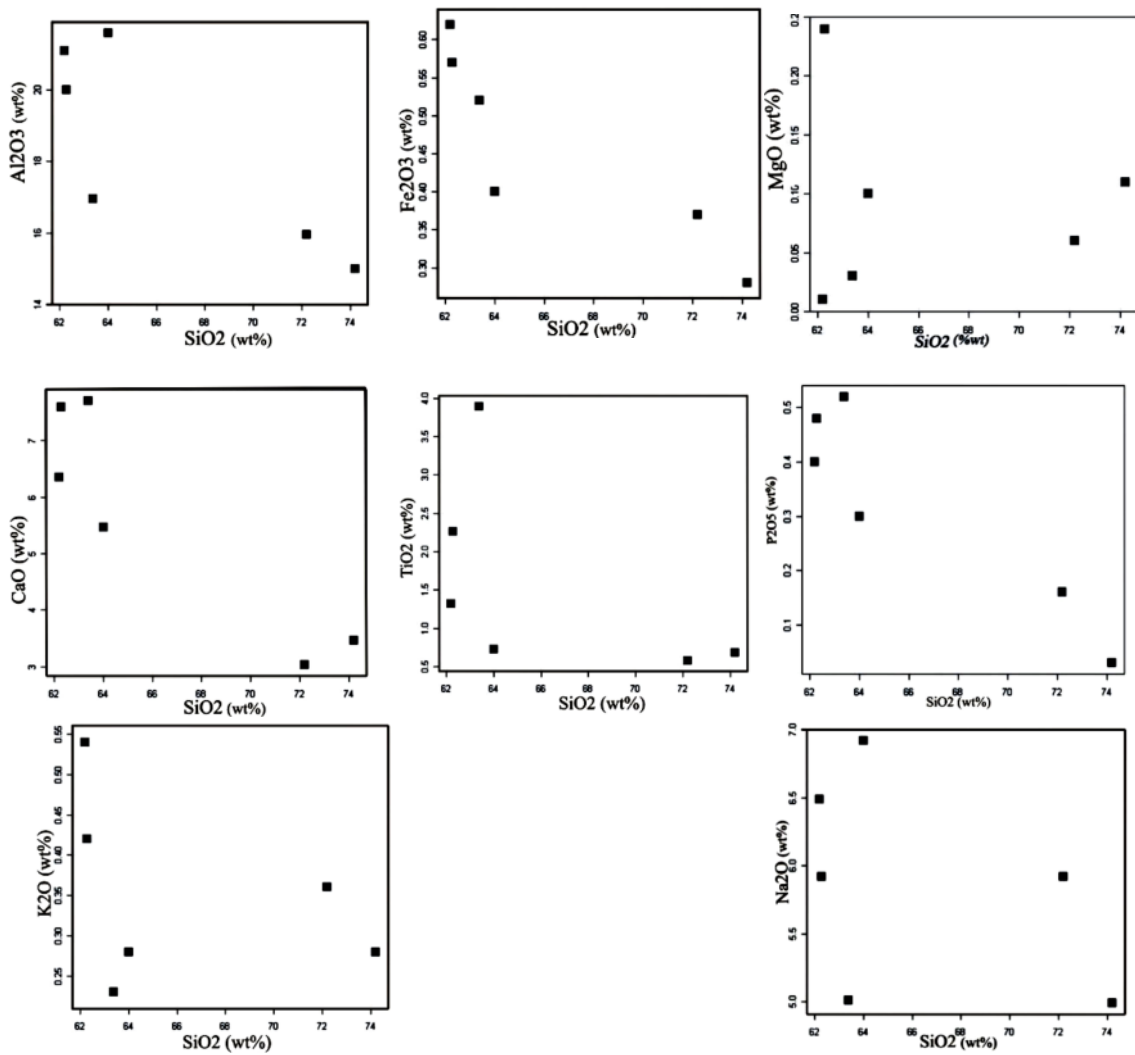 Al2O3 (wt%)
14 16 18 20
62 64 66 68 70 72 74
SiO2 (wt%)
Fe2O3 (wt%)
0.30 0.35 0.40 0.45 0.50 0.55 0.60
62 64 66 68 70 72 74
SiO2 (wt%)
MgO (wt%)
0.00 0.05 0.10 0.15 0.20 0.2
62 64 66 68 70 72 74
SiO2 (%wt)
CaO (wt%)
3 4 5 6 7
62 64 66 68 70 72 74
SiO2 (wt%)
TiO2 (wt%)
0.5 1.0 1.5 2.0 2.5 3.0 3.5 4.0
62 64 66 68 70 72 74
SiO2 (wt%)
P2O5 (wt%)
0.1 0.2 0.3 0.4 0.5
62 64 66 68 70 72 74
SiO2 (wt%)
K2O (wt%)
0.25 0.30 0.35 0.40 0.45 0.50 0.55
62 64 66 68 70 72 74
SiO2 (wt%)
Na2O (wt%)
5.0 5.5 6.0 6.5 7.0
62 64 66 68 70 72 74
SiO2 (wt%)